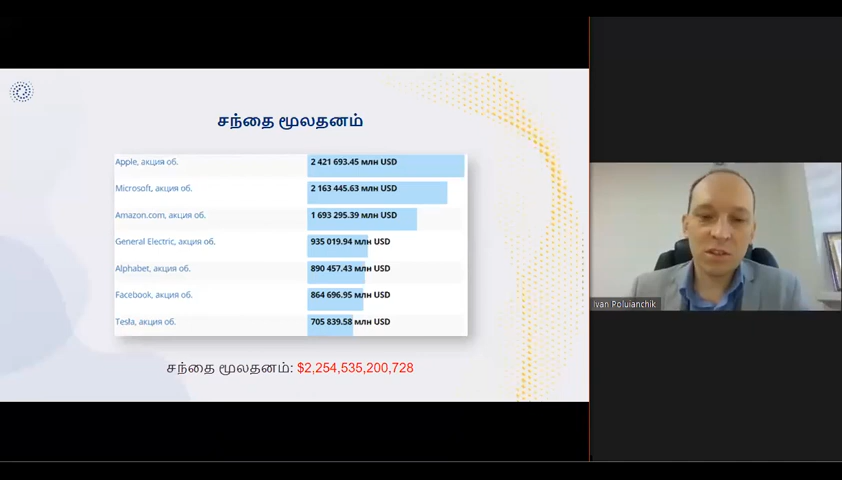 சந்தை மூலதனம்
Apple, акция об. 2 421 693.45 млн USD
Microsoft, акция об. 2 163 445.63 млн USD
Amazon.com, акция об. 1 693 295.39 млн USD
General Electric, акция об. 935 019.94 млн USD
Alphabet, акция об. 890 457.43 млн USD
Facebook, акция об. 864 696.95 млн USD
Tesla, акция об. 705 839.58 млн USD
சந்தை மூலதனம்: $2,254,535,200,728
Ivan Poluianchik